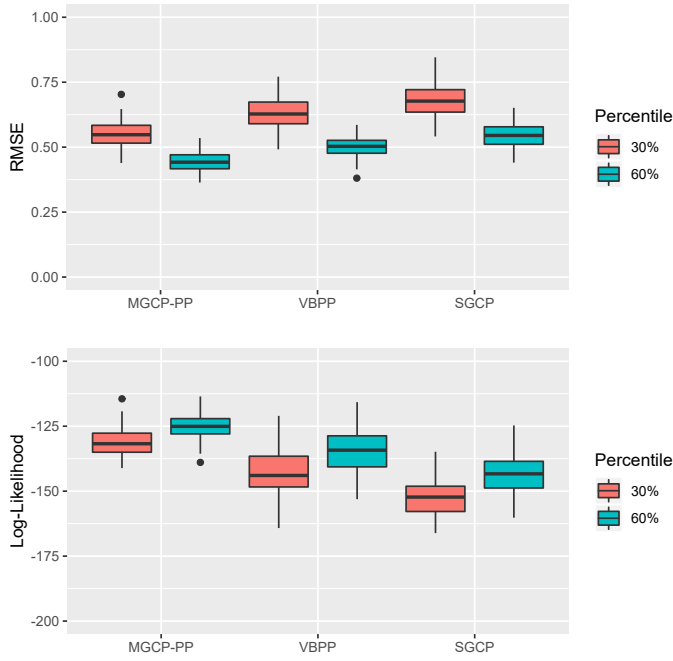 1.00
0.75
0.50
0.25
0.00
RMSE
MGCP-PP VBPP SGCP
Percentile
30%
60%
-100
-125
-150
-175
-200
Log-Likelihood
MGCP-PP VBPP SGCP
Percentile
30%
60%